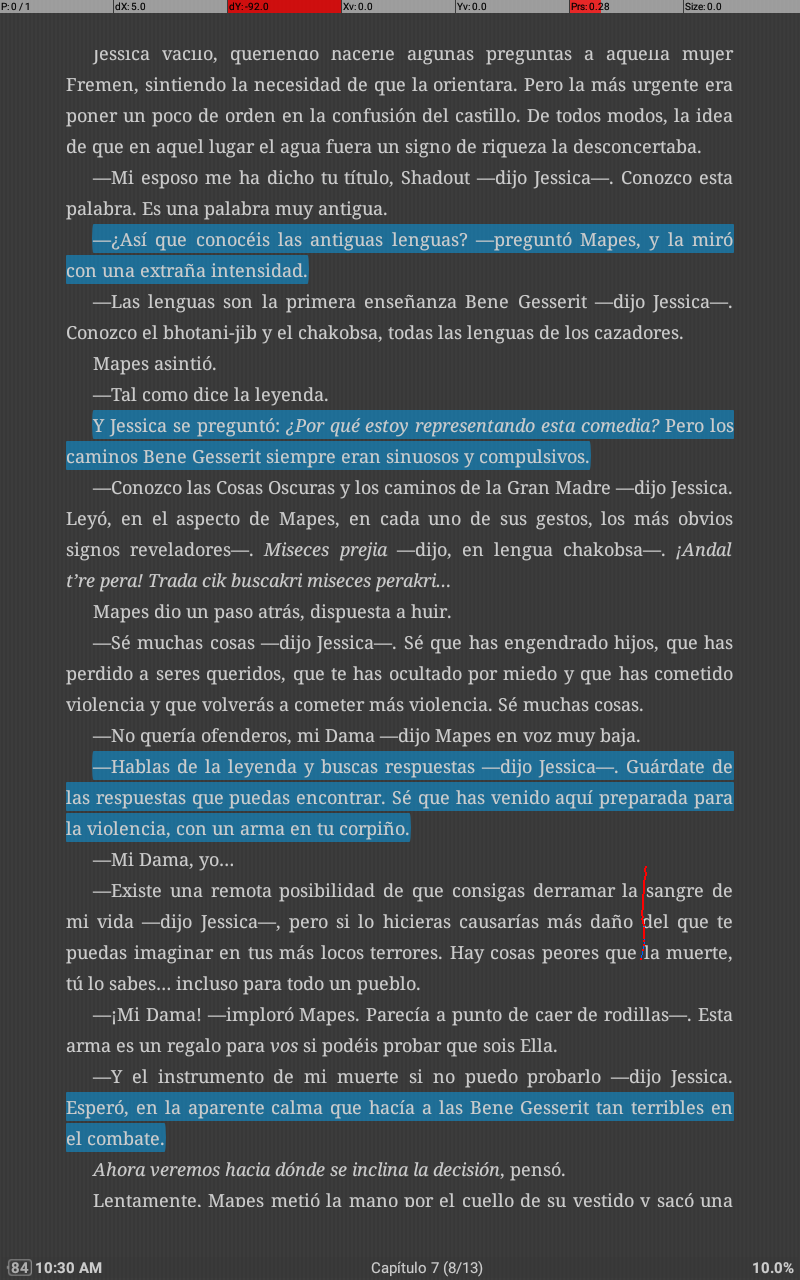 P: 0 / 1 dX: 5.0 dY: -92.0 Xv: 0.0 Yv: 0.0 Prs: 0.28 Size: 0.0
Jessica vaciló, queriendo hacerle algunas preguntas a aquella mujer
Fremen, sintiendo la necesidad de que la orientara. Pero la más urgente era
poner un poco de orden en la confusión del castillo. De todos modos, la idea
de que en aquel lugar el agua fuera un signo de riqueza la desconcertaba.
—Mi esposo me ha dicho tu título, Shadout —dijo Jessica—. Conozco esta
palabra. Es una palabra muy antigua.
—¿Así que conocéis las antiguas lenguas? —preguntó Mapes, y la miró
con una extraña intensidad.
—Las lenguas son la primera enseñanza Bene Gesserit —dijo Jessica—.
Conozco el bhotani-jib y el chakobsa, todas las lenguas de los cazadores.
Mapes asintió.
—Tal como dice la leyenda.
Y Jessica se preguntó: ¿Por qué estoy representando esta comedia? Pero los
caminos Bene Gesserit siempre eran sinuosos y compulsivos.
—Conozco las Cosas Oscuras y los caminos de la Gran Madre —dijo Jessica.
Leyó, en el aspecto de Mapes, en cada uno de sus gestos, los más obvios
signos reveladores—. Miseces prejia —dijo, en lengua chakobsa—. ¡Andal
t’re pera! Trada cik buscakri miseces perakri...
Mapes dio un paso atrás, dispuesta a huir.
—Sé muchas cosas —dijo Jessica—. Sé que has engendrado hijos, que has
perdido a seres queridos, que te has ocultado por miedo y que has cometido
violencia y que volverás a cometer más violencia. Sé muchas cosas.
—No quería ofenderos, mi Dama —dijo Mapes en voz muy baja.
—Hablas de la leyenda y buscas respuestas —dijo Jessica—. Guárdate de
las respuestas que puedas encontrar. Sé que has venido aquí preparada para
la violencia, con un arma en tu corpiño.
—Mi Dama, yo...
—Existe una remota posibilidad de que consigas derramar la sangre de
mi vida —dijo Jessica—, pero si lo hicieras causarías más daño del que te
puedas imaginar en tus más locos terrores. Hay cosas peores que la muerte,
tú lo sabes... incluso para todo un pueblo.
—¡Mi Dama! —imploró Mapes. Parecía a punto de caer de rodillas—. Esta
arma es un regalo para vos si podéis probar que sois Ella.
—Y el instrumento de mi muerte si no puedo probarlo —dijo Jessica.
Esperó, en la aparente calma que hacía a las Bene Gesserit tan terribles en
el combate.
Ahora veremos hacia dónde se inclina la decisión, pensó.
Lentamente, Mapes metió la mano por el cuello de su vestido y sacó una
84 10:30 AM Capítulo 7 (8/13) 10.0%